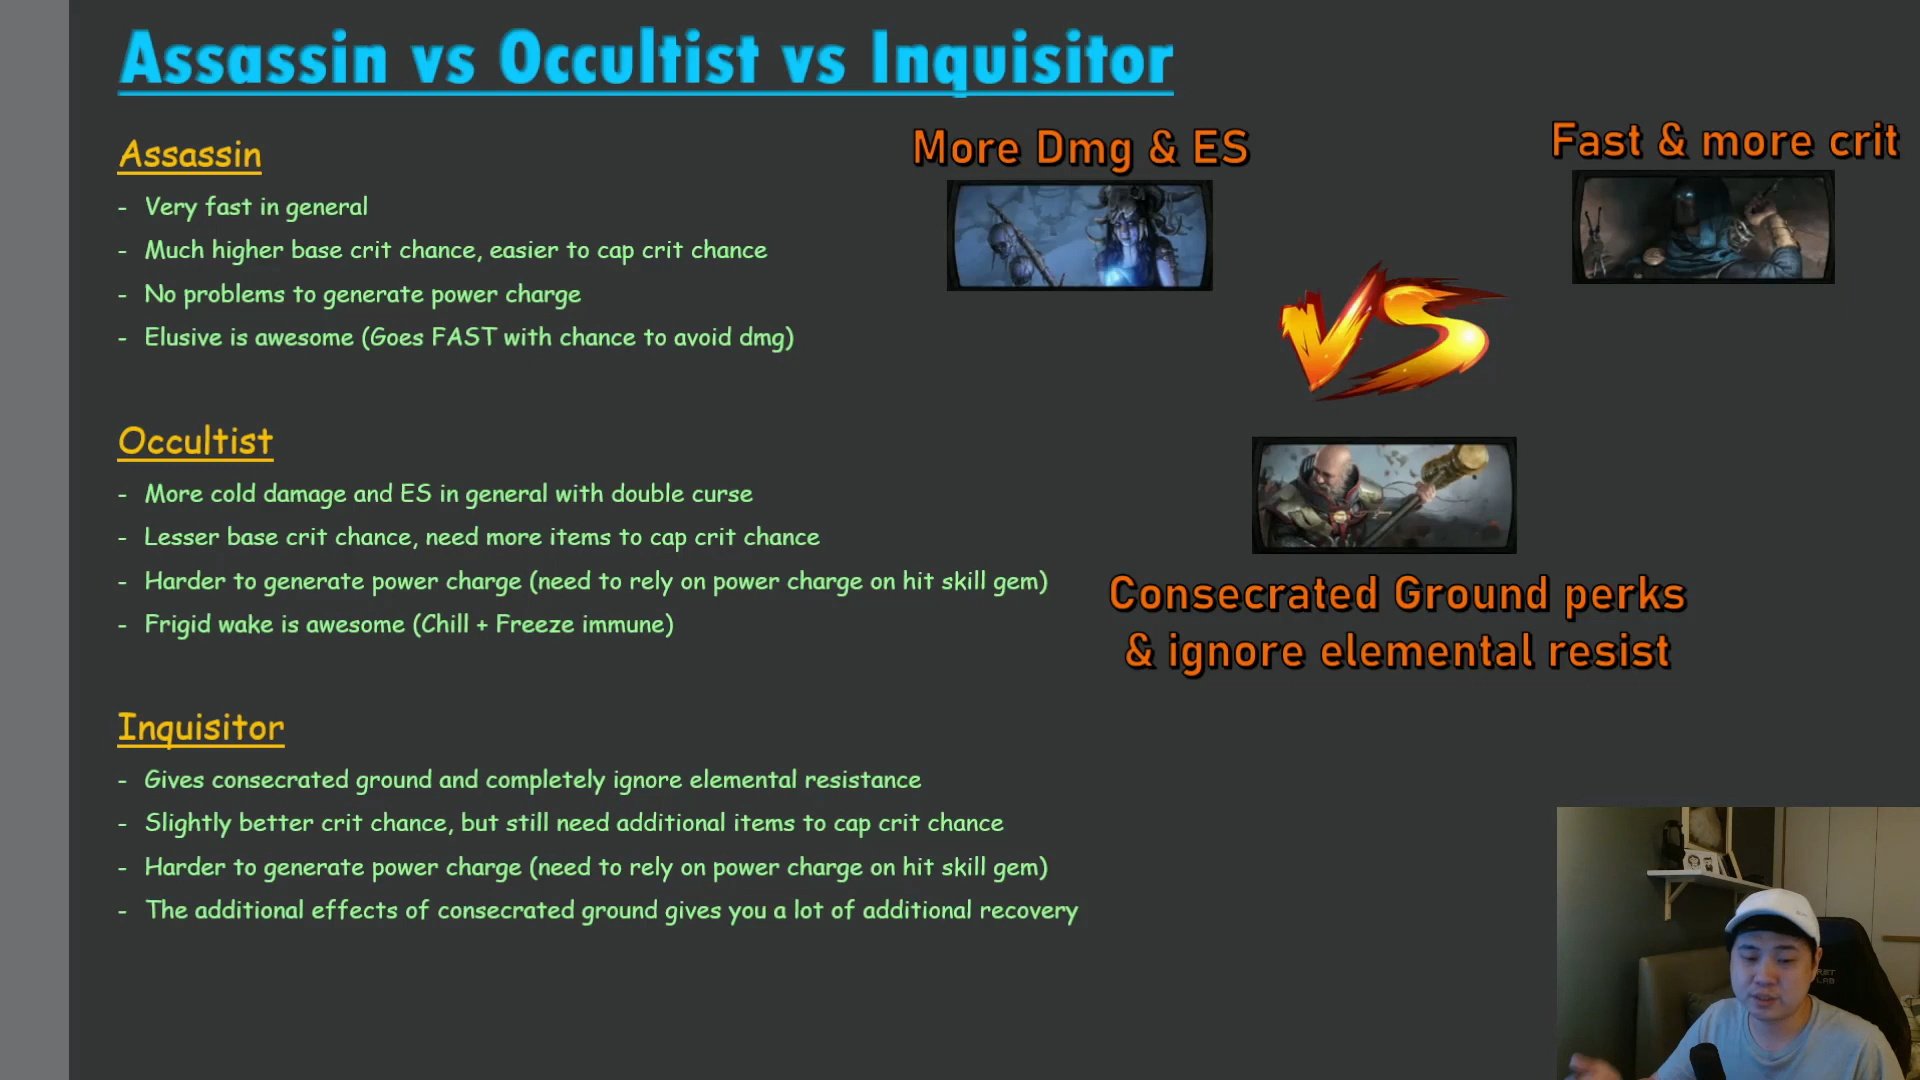 Assassin vs Occultist vs Inquisitor
Assassin
- Very fast in general
- Much higher base crit chance, easier to cap crit chance
- No problems to generate power charge
- Elusive is awesome (Goes FAST with chance to avoid dmg)
Occultist
- More cold damage and ES in general with double curse
- Lesser base crit chance, need more items to cap crit chance
- Harder to generate power charge (need to rely on power charge on hit skill gem)
- Frigid wake is awesome (Chill + Freeze immune)
Inquisitor
- Gives consecrated ground and completely ignore elemental resistance
- Slightly better crit chance, but still need additional items to cap crit chance
- Harder to generate power charge (need to rely on power charge on hit skill gem)
- The additional effects of consecrated ground gives you a lot of additional recovery
More Dmg & ES
Fast & more crit
VS
Consecrated Ground perks
& ignore elemental resist